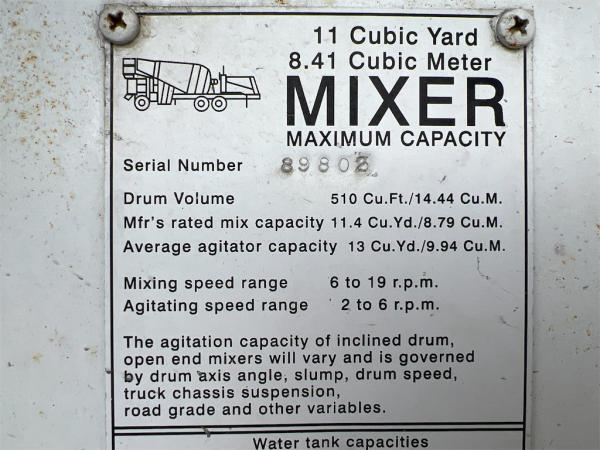 11 Cubic Yard
8.41 Cubic Meter
MIXER
MAXIMUM CAPACITY
Serial Number 89803
Drum Volume 510 Cu.Ft./14.44 Cu.M.
Mfr's rated mix capacity 11.4 Cu.Yd./8.79 Cu.M.
Average agitator capacity 13 Cu.Yd./9.94 Cu.M.
Mixing speed range 6 to 19 r.p.m.
Agitating speed range 2 to 6 r.p.m.
The agitation capacity of inclined drum,
open end mixers will vary and is governed
by drum axis angle, slump, drum speed,
truck chassis suspension,
road grade and other variables.
Water tank capacities